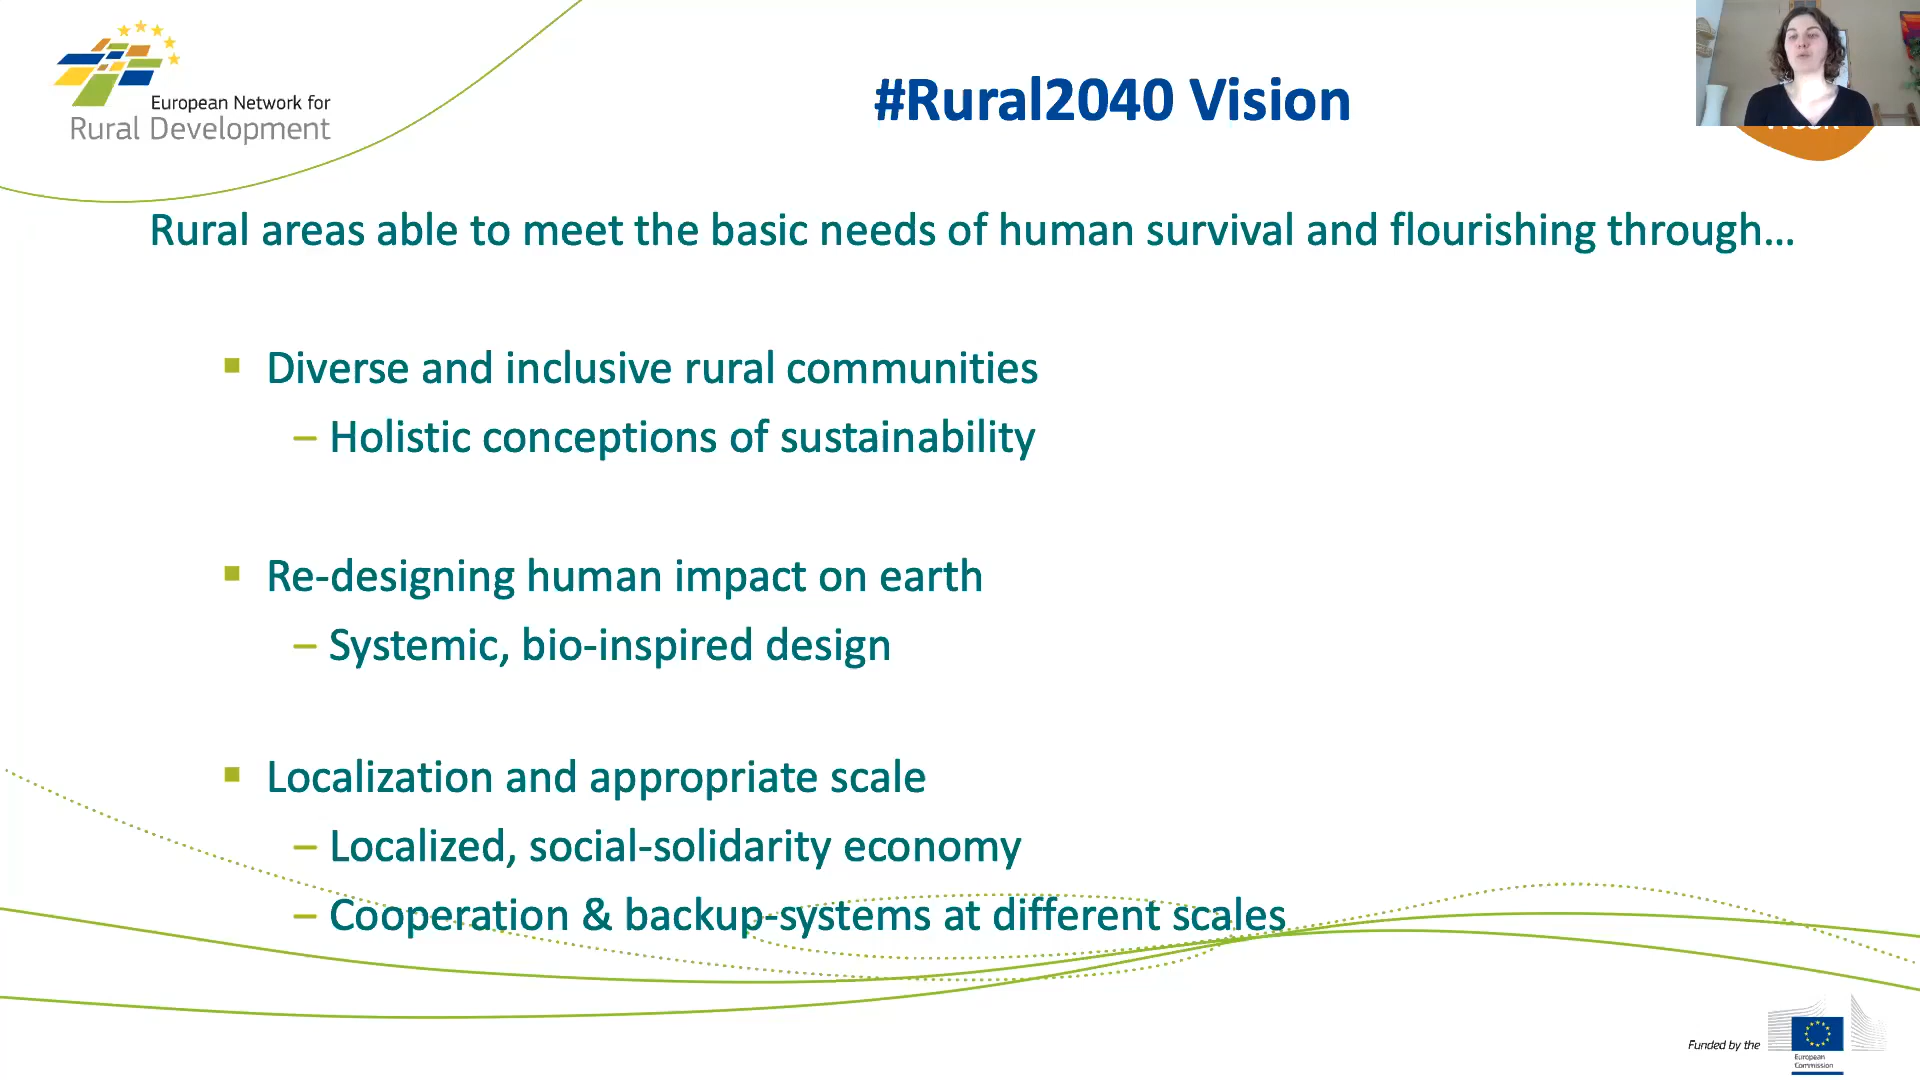 European Network for
Rural Development
#Rural2040 Vision
Rural areas able to meet the basic needs of human survival and flourishing through...
Diverse and inclusive rural communities
– Holistic conceptions of sustainability
Re-designing human impact on earth
– Systemic, bio-inspired design
Localization and appropriate scale
– Localized, social-solidarity economy
– Cooperation & backup-systems at different scales
Funded by the
European
Commission